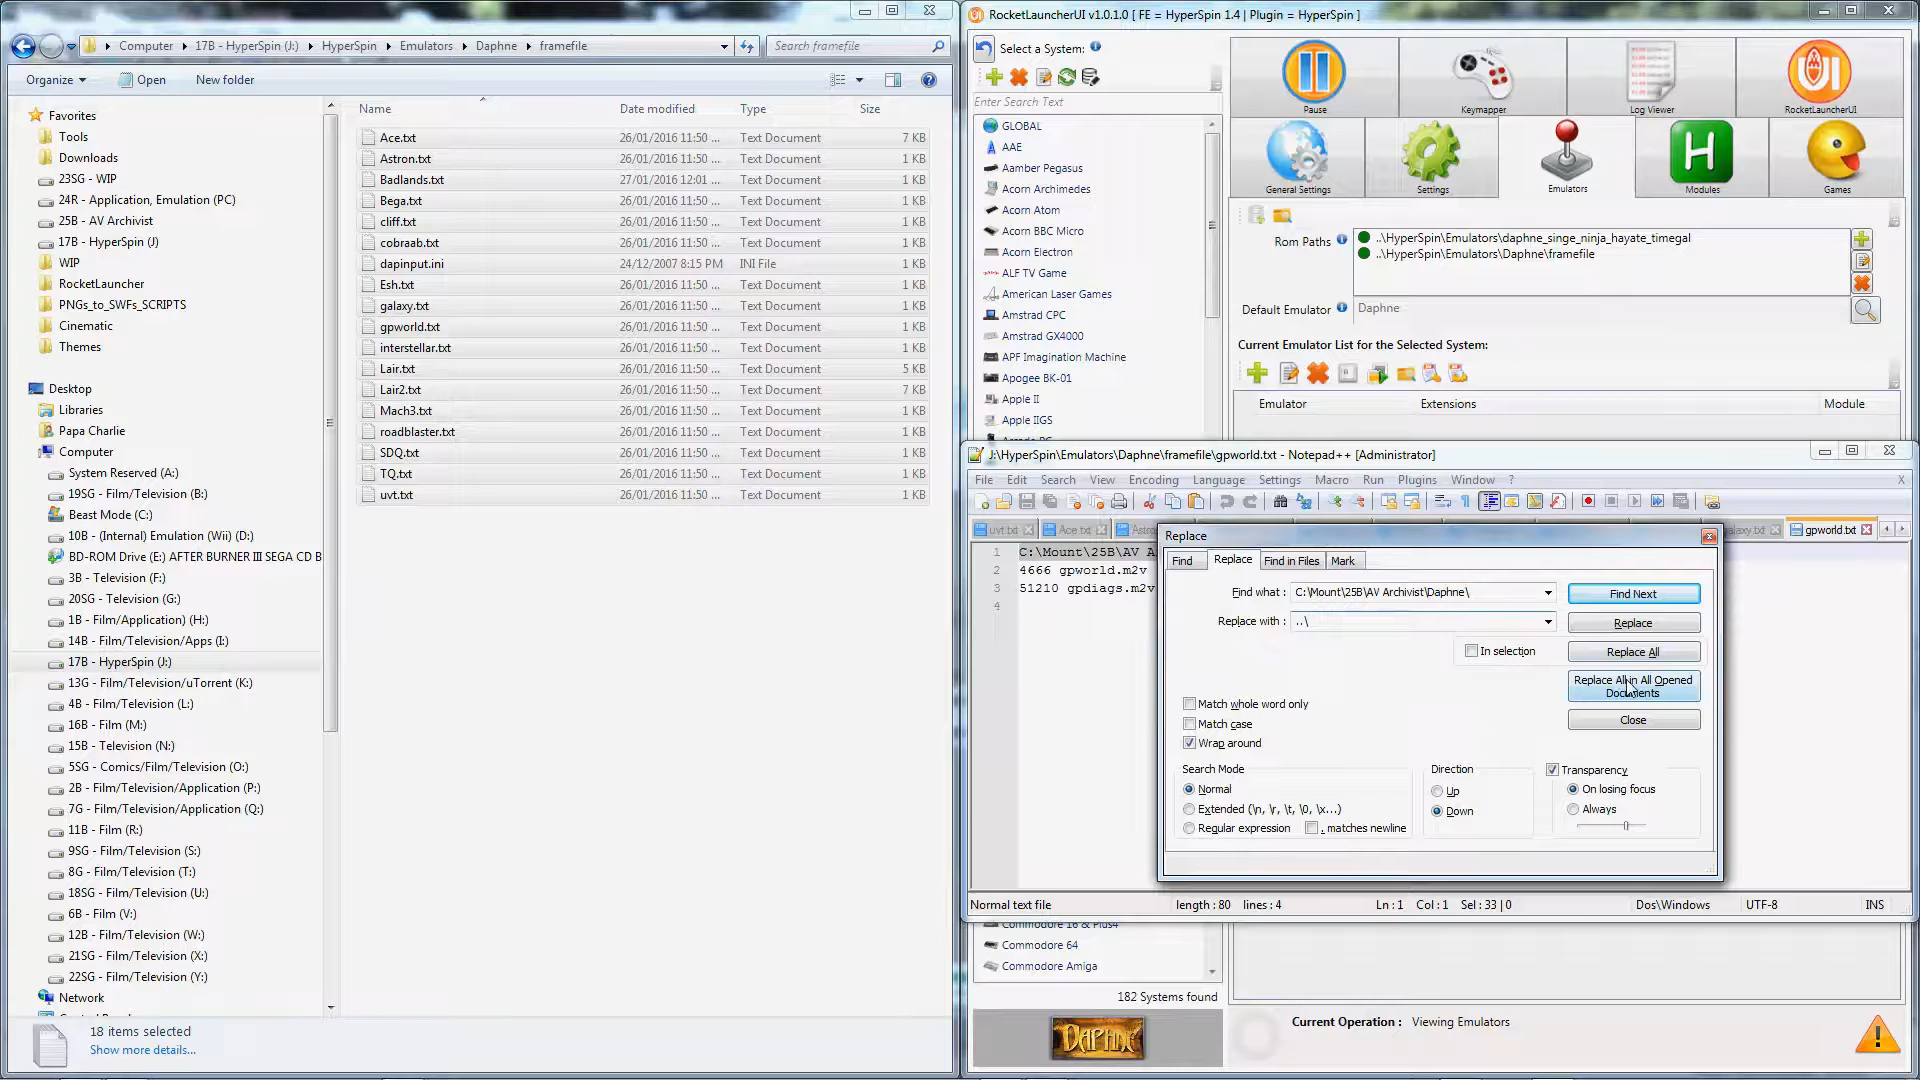 Computer
17B - HyperSpin (J:)
HyperSpin
Emulators
Daphne
framefile
Search framefile
Organize
Open
New folder
Favorites
Tools
Downloads
23SG - WIP
24R - Application, Emulation (PC)
25B - AV Archivist
17B - HyperSpin (J)
WIP
RocketLauncher
PNGs_to_SWFs_SCRIPTS
Cinematic
Themes
Desktop
Libraries
Papa Charlie
Computer
System Reserved (A:)
19SG - Film/Television (B:)
Beast Mode (C:)
10B - (Internal) Emulation (Wii) (D:)
BD-ROM Drive (E:) AFTER BURNER III SEGA CD B
3B - Television (F:)
20SG - Television (G:)
1B - Film/Application) (H:)
14B - Film/Television/Apps (I:)
17B - HyperSpin (J:)
13G - Film/Television/uTorrent (K:)
4B - Film/Television (L:)
16B - Film (M:)
15B - Television (N:)
5SG - Comics/Film/Television (O:)
2B - Film/Television/Application (P:)
7G - Film/Television/Application (Q:)
11B - Film (R:)
9SG - Film/Television (S:)
8G - Film/Television (T:)
18SG - Film/Television (U:)
6B - Film (V:)
12B - Film/Television (W:)
21SG - Film/Television (X:)
22SG - Film/Television (Y:)
Network
Name Date modified Type Size
Ace.txt 26/01/2016 11:50 ... Text Document 7 KB
Astron.txt 26/01/2016 11:50 ... Text Document 1 KB
Badlands.txt 27/01/2016 12:01 ... Text Document 1 KB
Bega.txt 26/01/2016 11:50 ... Text Document 1 KB
cliff.txt 26/01/2016 11:50 ... Text Document 1 KB
cobraab.txt 26/01/2016 11:50 ... Text Document 1 KB
dapinput.ini 24/12/2007 8:15 PM INI File 1 KB
Esh.txt 26/01/2016 11:50 ... Text Document 1 KB
galaxy.txt 26/01/2016 11:50 ... Text Document 1 KB
gpworld.txt 26/01/2016 11:50 ... Text Document 1 KB
interstellar.txt 26/01/2016 11:50 ... Text Document 1 KB
Lair.txt 26/01/2016 11:50 ... Text Document 5 KB
Lair2.txt 26/01/2016 11:50 ... Text Document 7 KB
Mach3.txt 26/01/2016 11:50 ... Text Document 1 KB
roadblaster.txt 26/01/2016 11:50 ... Text Document 1 KB
SDQ.txt 26/01/2016 11:50 ... Text Document 1 KB
TQ.txt 26/01/2016 11:50 ... Text Document 1 KB
uvt.txt 26/01/2016 11:50 ... Text Document 1 KB
18 items selected
Show more details...
RocketLauncherUI v1.0.1.0 [ FE = HyperSpin 1.4 | Plugin = HyperSpin ]
Select a System:
Enter Search Text
GLOBAL
AAE
Aamber Pegasus
Acorn Archimedes
Acorn Atom
Acorn BBC Micro
Acorn Electron
ALF TV Game
American Laser Games
Amstrad CPC
Amstrad GX4000
APF Imagination Machine
Apogee BK-01
Apple II
Apple IIGS
Pause
Keymapper
Log Viewer
RocketLauncherUI
General Settings
Settings
Emulators
H
Modules
Games
Rom Paths
..\HyperSpin\Emulators\daphne_singe_ninja_hayate_timegal
..\HyperSpin\Emulators\Daphne\framefile
Default Emulator
Daphne
Current Emulator List for the Selected System:
Emulator Extensions Module
J:\HyperSpin\Emulators\Daphne\framefile\gpworld.txt - Notepad++ [Administrator]
File Edit Search View Encoding Language Settings Macro Run Plugins Window ? X
uvt.txt Ace.txt Astro galaxy.txt gpworld.txt
1 C:\Mount\25B\AV A
2 4666 gpworld.m2v
3 51210 gpdiags.m2v
4
Replace
Find Replace Find in Files Mark
Find what : C:\Mount\25B\AV Archivist\Daphne\
Find Next
Replace with : ..\
Replace
In selection
Replace All
Replace All in All Opened
Documents
Close
Match whole word only
Match case
Wrap around
Search Mode
Normal
Extended (\n, \r, \t, \0, \x...)
Regular expression
. matches newline
Direction
Up
Down
Transparency
On losing focus
Always
Normal text file length : 80 lines : 4 Ln : 1 Col : 1 Sel : 33 | 0 Dos\Windows UTF-8 INS
Commodore 16 & Plus4
Commodore 64
Commodore Amiga
182 Systems found
DAPHNE
Current Operation : Viewing Emulators